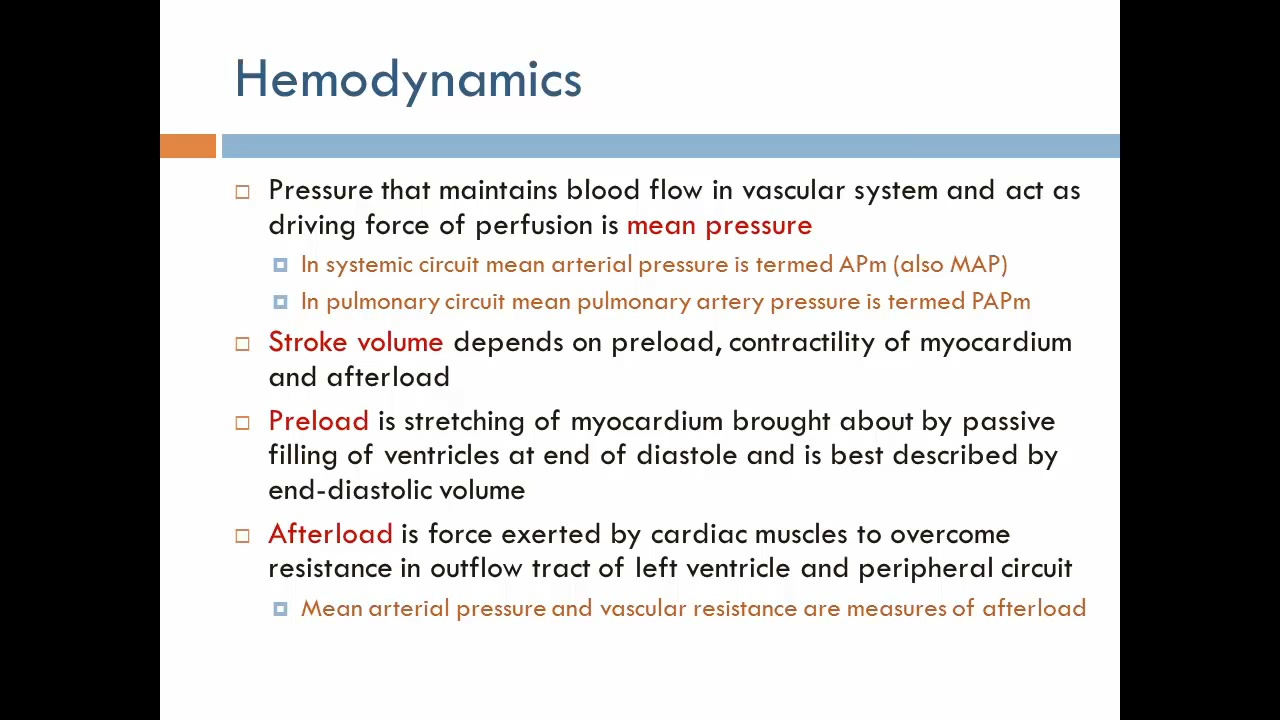 Hemodynamics
Pressure that maintains blood flow in vascular system and act as
driving force of perfusion is mean pressure
In systemic circuit mean arterial pressure is termed APm (also MAP)
In pulmonary circuit mean pulmonary artery pressure is termed PAPm
Stroke volume depends on preload, contractility of myocardium
and afterload
Preload is stretching of myocardium brought about by passive
filling of ventricles at end of diastole and is best described by
end-diastolic volume
Afterload is force exerted by cardiac muscles to overcome
resistance in outflow tract of left ventricle and peripheral circuit
Mean arterial pressure and vascular resistance are measures of afterload